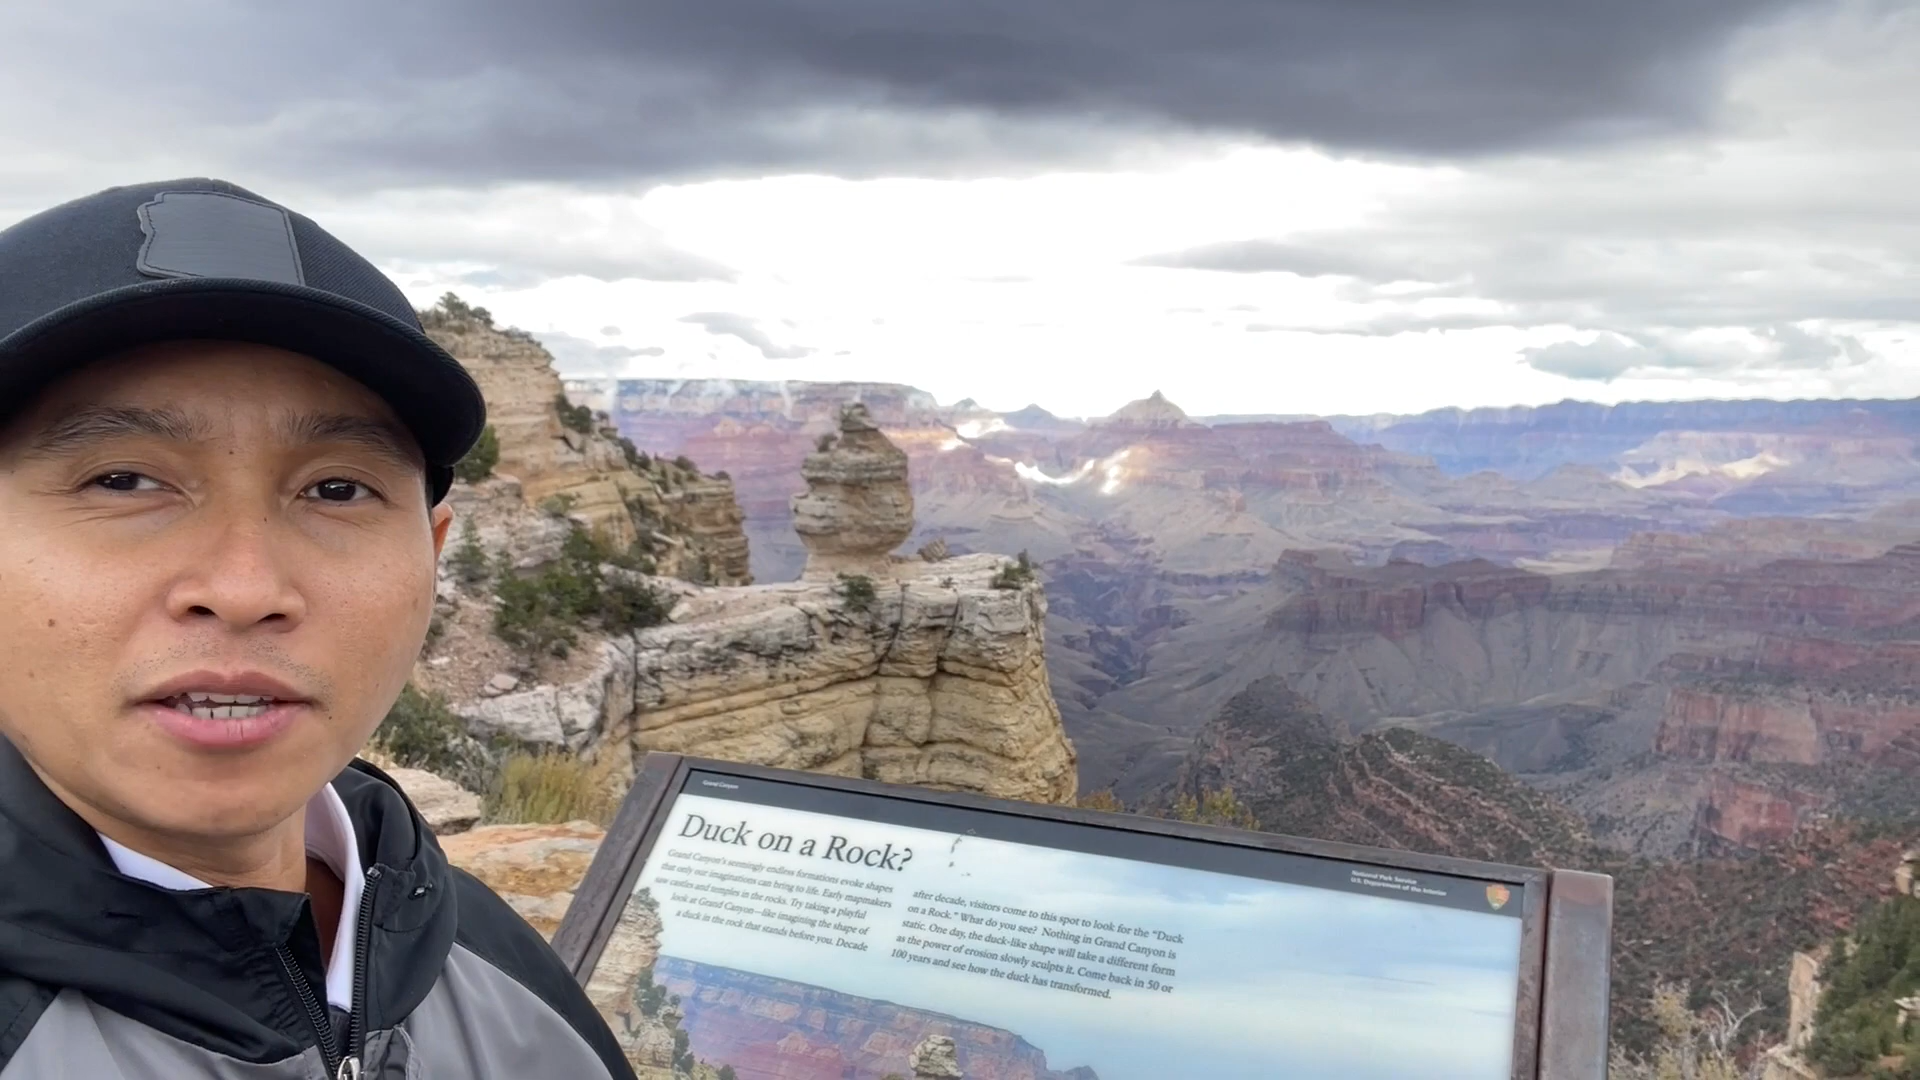 Grand Canyon
National Park Service
U.S. Department of the Interior
Duck on a Rock?
Grand Canyon's seemingly endless formations evoke shapes
that only our imaginations can bring to life. Early mapmakers
saw castles and temples in the rocks. Try taking a playful
look at Grand Canyon—like imagining the shape of
a duck in the rock that stands before you. Decade
after decade, visitors come to this spot to look for the "Duck
on a Rock." What do you see? Nothing in Grand Canyon is
static. One day, the duck-like shape will take a different form
as the power of erosion slowly sculpts it. Come back in 50 or
100 years and see how the duck has transformed.